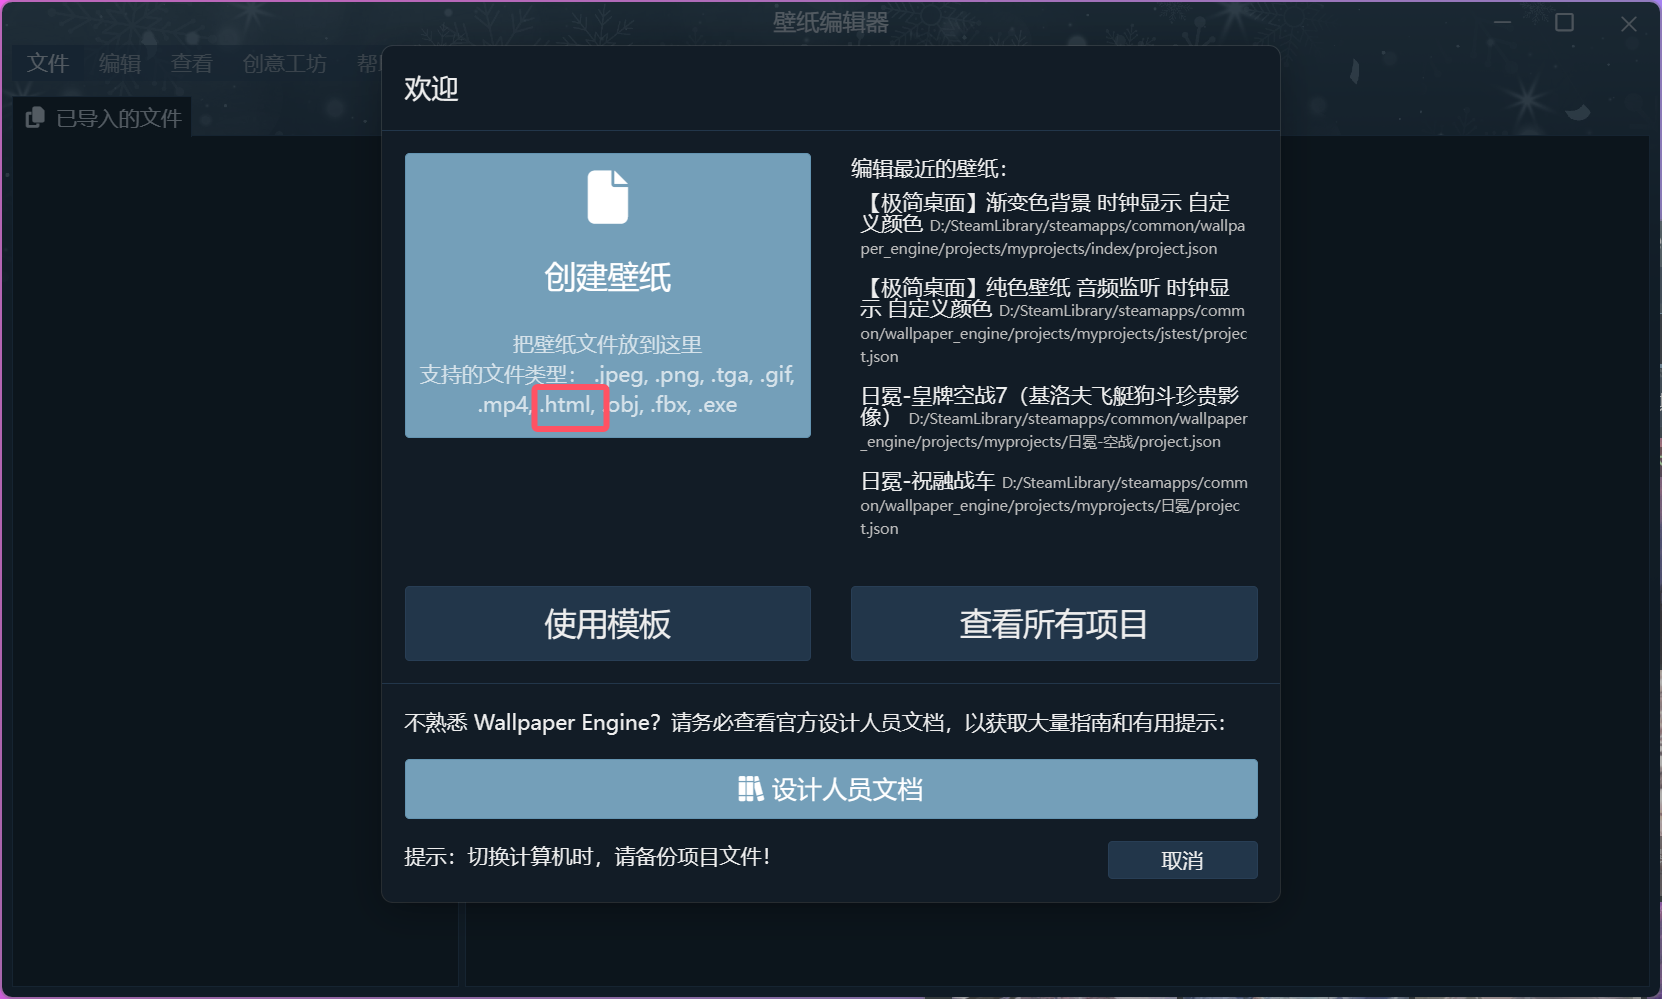 壁纸编辑器
文件 编辑 查看 创意工坊
已导入的文件
欢迎
创建壁纸
把壁纸文件放到这里
支持的文件类型： .jpeg, .png, .tga, .gif,
.mp4, .html, .obj, .fbx, .exe
编辑最近的壁纸：
【极简桌面】渐变色背景 时钟显示 自定
义颜色 D:/SteamLibrary/steamapps/common/wallpa
per_engine/projects/myprojects/index/project.json
【极简桌面】纯色壁纸 音频监听 时钟显
示 自定义颜色 D:/SteamLibrary/steamapps/comm
on/wallpaper_engine/projects/myprojects/jstest/projec
t.json
日冕-皇牌空战7（基洛夫飞艇狗斗珍贵影
像） D:/SteamLibrary/steamapps/common/wallpaper
_engine/projects/myprojects/日冕-空战/project.json
日冕-祝融战车 D:/SteamLibrary/steamapps/comm
on/wallpaper_engine/projects/myprojects/日冕/projec
t.json
使用模板
查看所有项目
不熟悉 Wallpaper Engine？请务必查看官方设计人员文档，以获取大量指南和有用提示：
设计人员文档
提示：切换计算机时，请备份项目文件！
取消